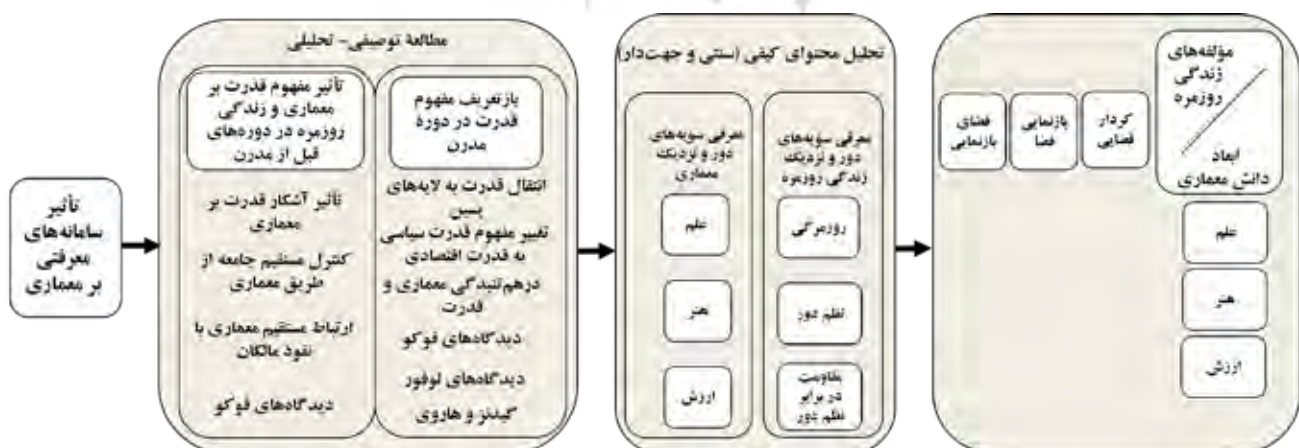 تأثیر
سامانه‌های
معرفتی
بر معماری
مطالعة توصیفی- تحلیلی
تأثیر مفهوم قدرت بر
معماری و زندگی
روزمره در دوره‌های
قبل از مدرن
تأثیر آشکار قدرت بر
معماری
کنترل مستقیم جامعه از
طریق معماری
ارتباط مستقیم معماری با
نفوذ مالکان
دیدگاه‌های فوکو
بازتعریف مفهوم
قدرت در دورة
مدرن
انتقال قدرت به لایه‌های
پسین
تغییر مفهوم قدرت سیاسی
به قدرت اقتصادی
درهم‌تنیدگی معماری و
قدرت
دیدگاه‌های فوکو
دیدگاه‌های لوفور
گیدنز و هاروی
تحلیل محتوای کیفی (سنتی و جهت‌دار)
معرفی سویه‌های
دور و نزدیک
معماری
علم
هنر
ارزش
معرفی سویه‌های
دور و نزدیک
زندگی روزمره
روزمرگی
نظم دور
مقاومت
در برابر
نظم دور
مؤلفه‌های
زندگی
روزمره
ابعاد
دانش معماری
کردار
فضایی
بازنمایی
فضا
فضای
بازنمایی
علم
هنر
ارزش